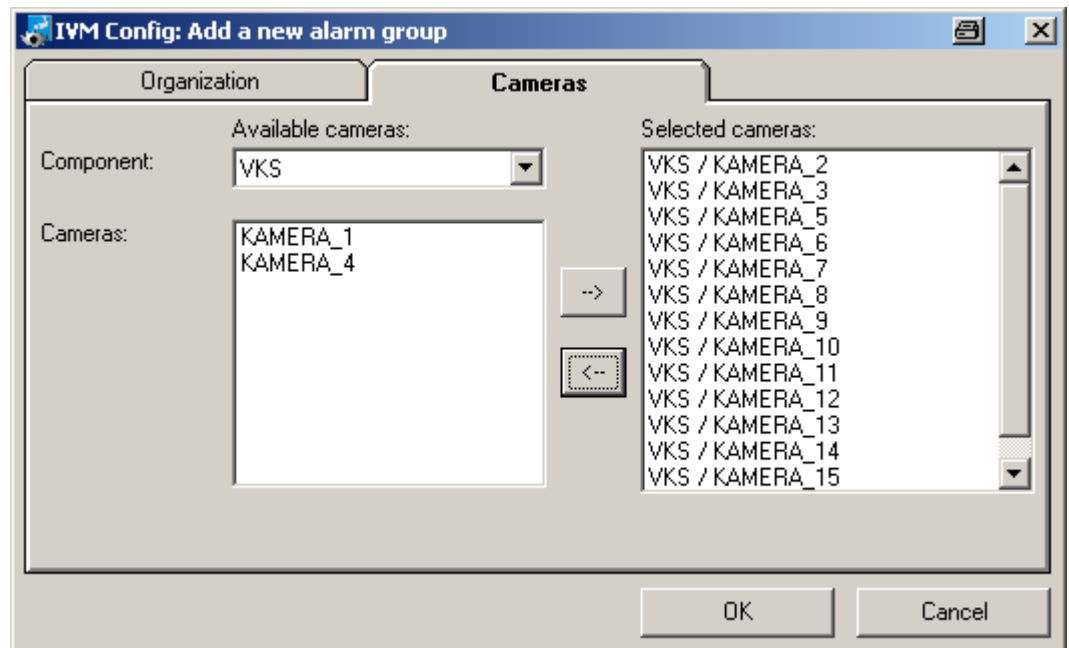 IVM Config: Add a new alarm group
Organization
Cameras
Available cameras:
Selected cameras:
Component:
VKS
Cameras:
KAMERA_1
KAMERA_4
-->
<--
VKS / KAMERA_2
VKS / KAMERA_3
VKS / KAMERA_5
VKS / KAMERA_6
VKS / KAMERA_7
VKS / KAMERA_8
VKS / KAMERA_9
VKS / KAMERA_10
VKS / KAMERA_11
VKS / KAMERA_12
VKS / KAMERA_13
VKS / KAMERA_14
VKS / KAMERA_15
OK
Cancel